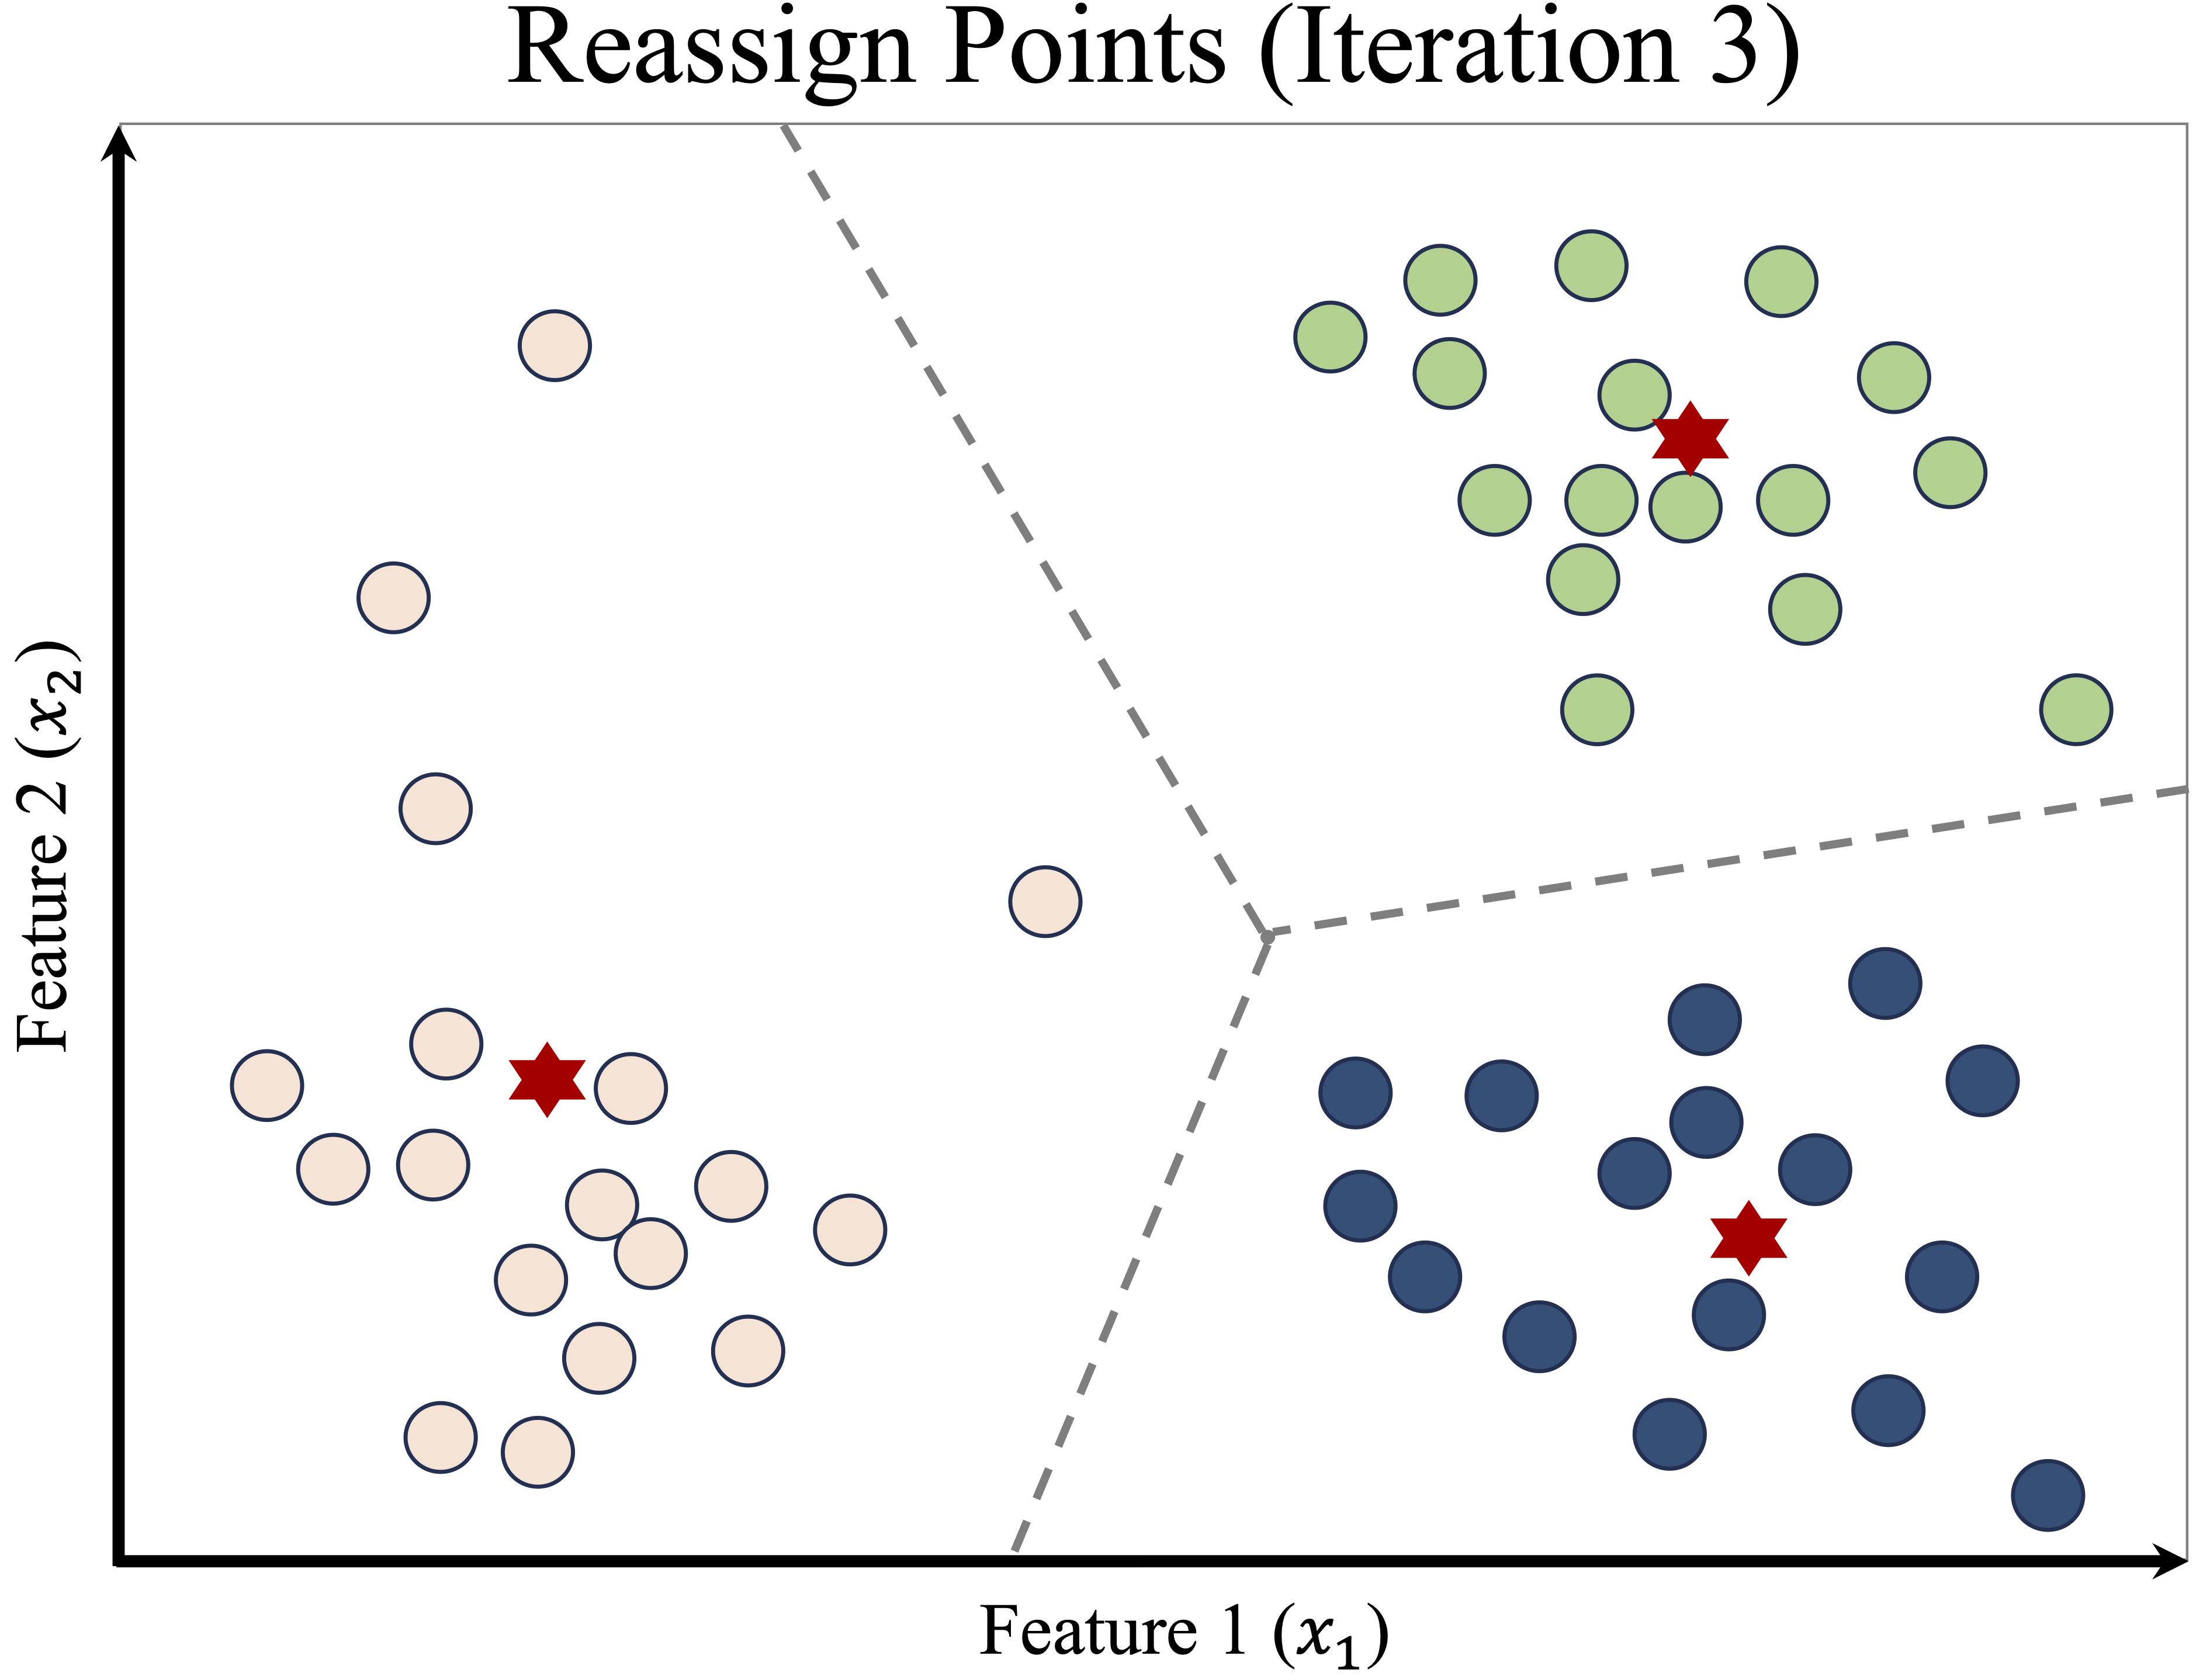 Reassign Points (Iteration 3)
Feature 2 (x₂)
Feature 1 (x₁)